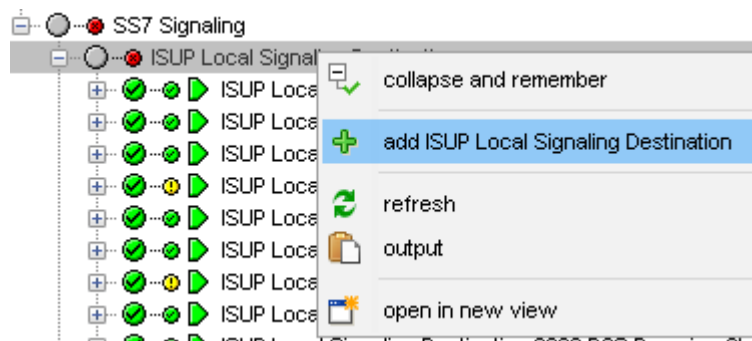 SS7 Signaling
ISUP Local Signal
collapse and remember
ISUP Loca
add ISUP Local Signaling Destination
ISUP Loca
ISUP Loca
ISUP Loca
refresh
ISUP Loca
output
ISUP Loca
ISUP Loca
open in new view
ISUP Loca